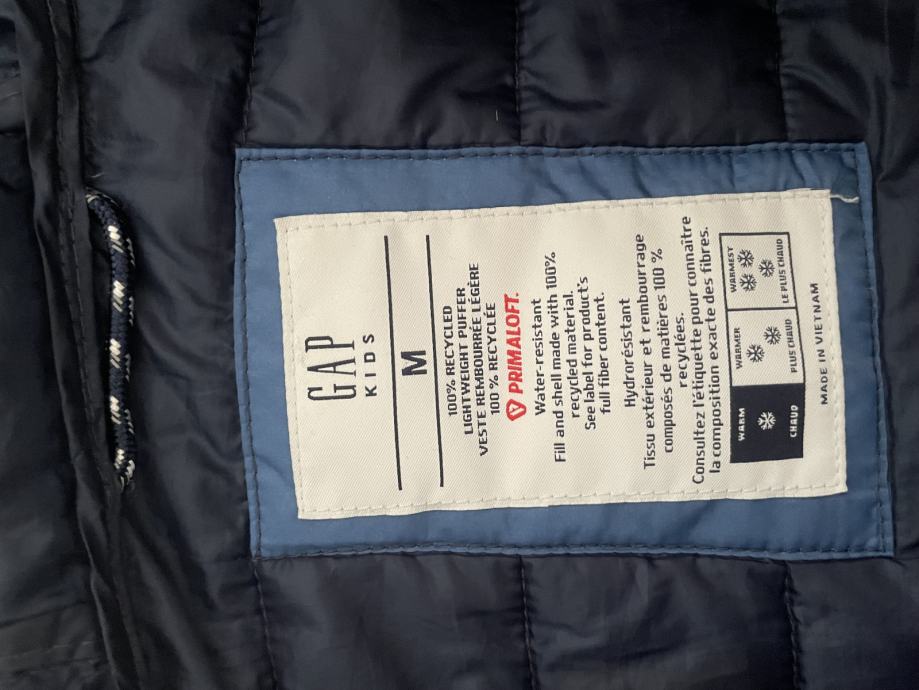 GAP
KIDS
M
100% RECYCLED
LIGHTWEIGHT PUFFER
VESTE REMBOURRÉE LÉGÈRE
100 % RECYCLÉE
PRIMALOFT.
Water-resistant
Fill and shell made with 100%
recycled material.
See label for product's
full fiber content.
Hydrorésistant
Tissu extérieur et rembourrage
composés de matières 100 %
recyclées.
Consultez l'étiquette pour connaître
la composition exacte des fibres.
WARM
CHAUD
WARMER
PLUS CHAUD
WARMEST
LE PLUS CHAUD
MADE IN VIETNAM